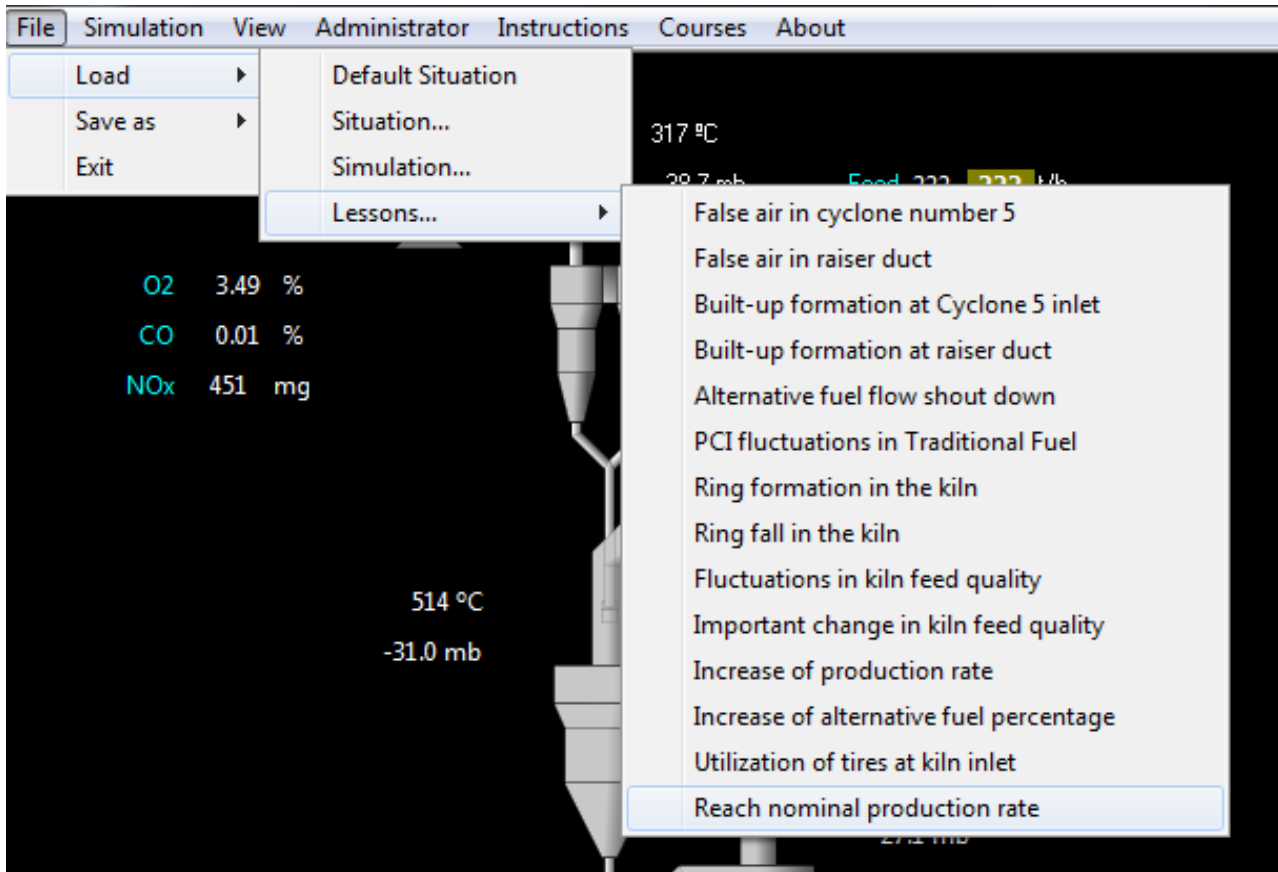 File Simulation View Administrator Instructions Courses About
Load Default Situation
Save as Situation...
Exit Simulation...
Lessons...
317 ºC
Feed t/h
False air in cyclone number 5
False air in raiser duct
Built-up formation at Cyclone 5 inlet
Built-up formation at raiser duct
Alternative fuel flow shout down
PCI fluctuations in Traditional Fuel
Ring formation in the kiln
Ring fall in the kiln
Fluctuations in kiln feed quality
Important change in kiln feed quality
Increase of production rate
Increase of alternative fuel percentage
Utilization of tires at kiln inlet
Reach nominal production rate
O2 3.49 %
CO 0.01 %
NOx 451 mg
514 ºC
-31.0 mb